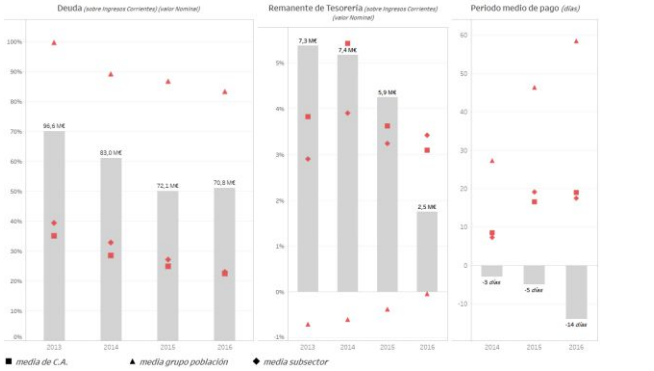 Deuda (sobre Ingresos Corrientes) (valor Nominal)
100%
90%
80%
70%
60%
50%
40%
30%
20%
10%
0%
96,6 M€
83,0 M€
72,1 M€
70,8 M€
2013
2014
2015
2016
Remanente de Tesorería (sobre Ingresos Corrientes)
(valor Nominal)
5%
4%
3%
2%
1%
0%
-1%
7,3 M€
7,4 M€
5,9 M€
2,5 M€
2013
2014
2015
2016
Periodo medio de pago (días)
60
50
40
30
20
10
0
-10
-3 días
-5 días
-14 días
2014
2015
2016
media de C.A.
media grupo población
media subsector